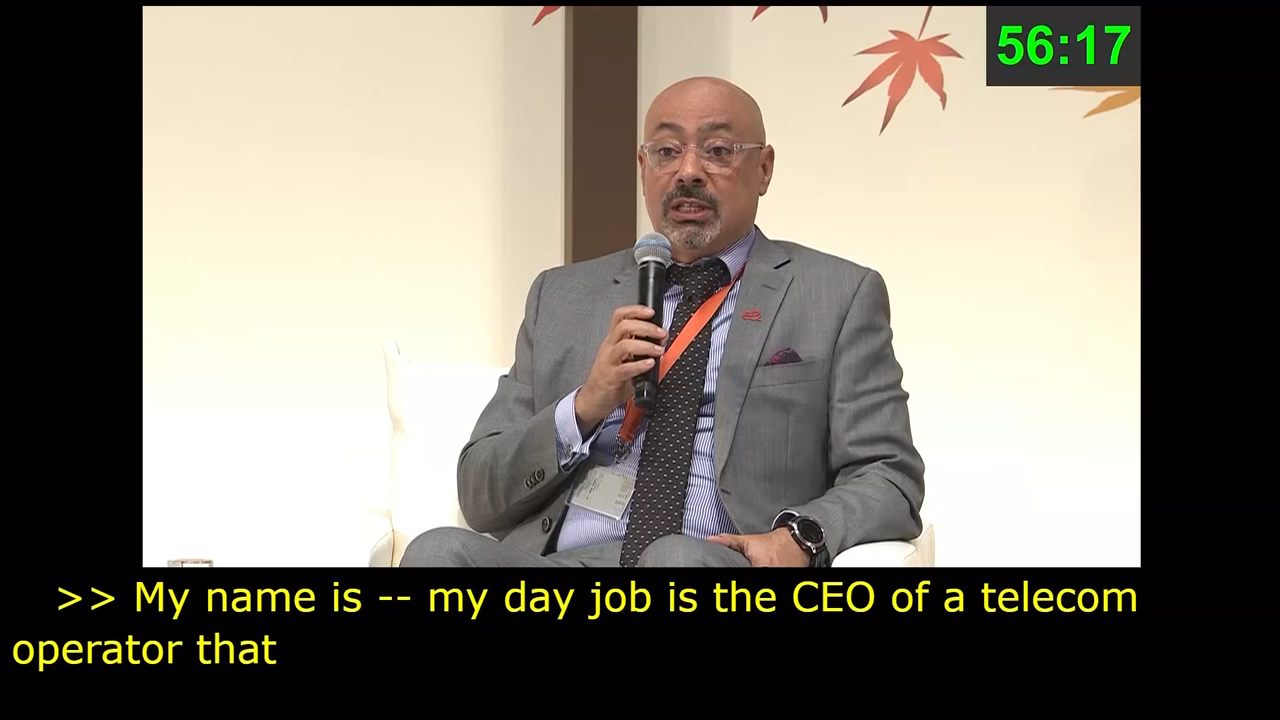 56:17
>> My name is -- my day job is the CEO of a telecom
operator that